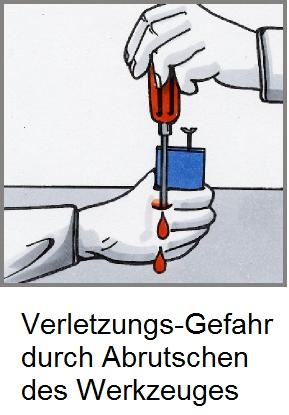 Verletzungs-Gefahr
durch Abrutschen
des Werkzeuges